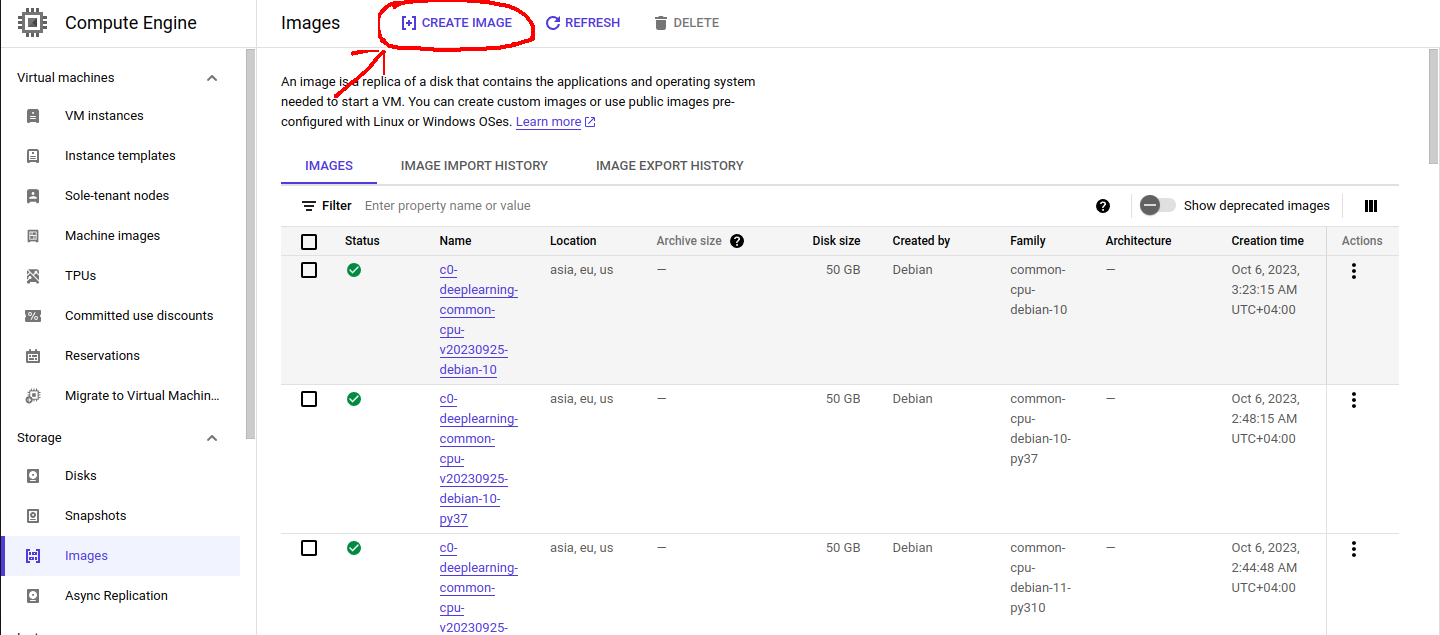 Compute Engine
Images
CREATE IMAGE
REFRESH
DELETE
Virtual machines
VM instances
Instance templates
Sole-tenant nodes
Machine images
TPUs
Committed use discounts
Reservations
Migrate to Virtual Machin...
Storage
Disks
Snapshots
Images
Async Replication
An image is a replica of a disk that contains the applications and operating system
needed to start a VM. You can create custom images or use public images pre-
configured with Linux or Windows OSes. Learn more
IMAGES
IMAGE IMPORT HISTORY
IMAGE EXPORT HISTORY
Filter Enter property name or value
Show deprecated images
Status Name Location Archive size Disk size Created by Family Architecture Creation time Actions
c0- asia, eu, us — 50 GB Debian common- — Oct 6, 2023,
deeplearning- cpu- 3:23:15 AM
common- debian-10 UTC+04:00
cpu-
v20230925-
debian-10
c0- asia, eu, us — 50 GB Debian common- — Oct 6, 2023,
deeplearning- cpu- 2:48:15 AM
common- debian-10- UTC+04:00
cpu- py37
v20230925-
debian-10-
py37
c0- asia, eu, us — 50 GB Debian common- — Oct 6, 2023,
deeplearning- cpu- 2:44:48 AM
common- debian-11- UTC+04:00
cpu- py310
v20230925-